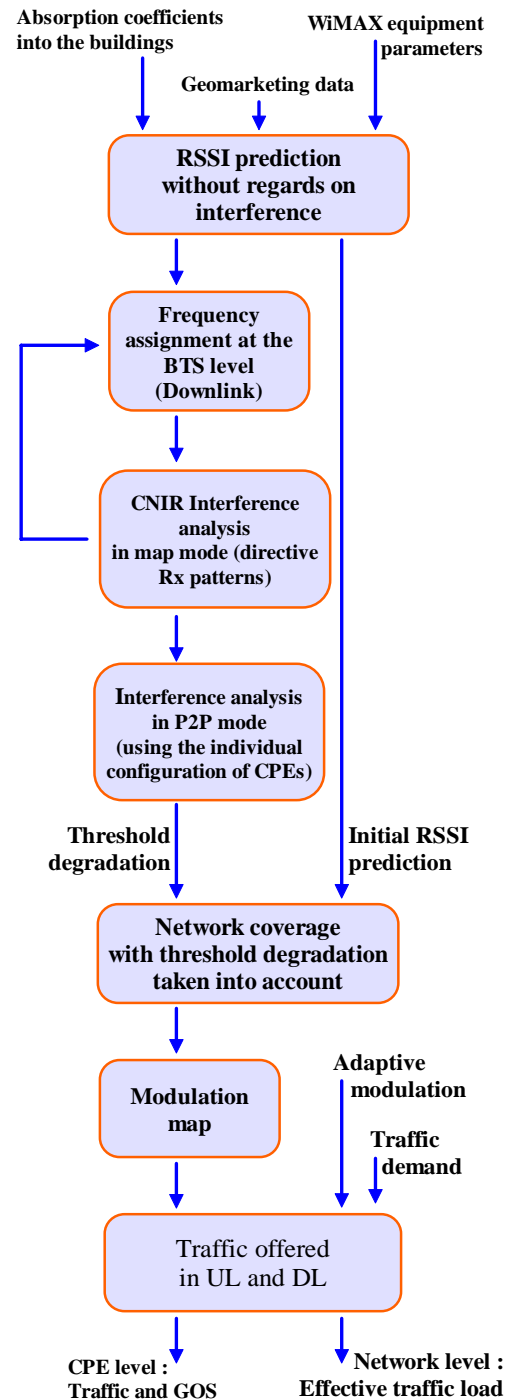 Absorption coefficients
into the buildings
WiMAX equipment
parameters
Geomarketing data
RSSI prediction
without regards on
interference
Frequency
assignment at the
BTS level
(Downlink)
CNIR Interference
analysis
in map mode (directive
Rx patterns)
Interference analysis
in P2P mode
(using the individual
configuration of CPEs)
Threshold
degradation
Initial RSSI
prediction
Network coverage
with threshold degradation
taken into account
Modulation
map
Adaptive
modulation
Traffic
demand
Traffic offered
in UL and DL
CPE level :
Traffic and GOS
Network level :
Effective traffic load